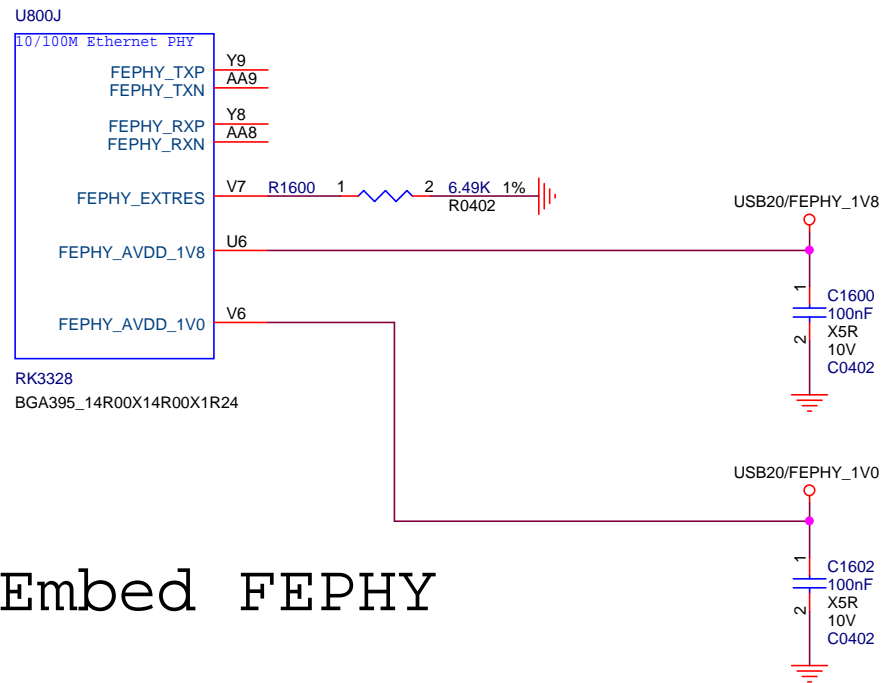 U800J
10/100M Ethernet PHY
FEPHY_TXP Y9
FEPHY_TXN AA9
FEPHY_RXP Y8
FEPHY_RXN AA8
FEPHY_EXTRES V7 R1600 1 2 6.49K 1%
R0402
USB20/FEPHY_1V8
FEPHY_AVDD_1V8 U6
1 C1600
100nF
X5R
2 10V
C0402
FEPHY_AVDD_1V0 V6
RK3328
BGA395_14R00X14R00X1R24
USB20/FEPHY_1V0
1 C1602
100nF
X5R
2 10V
C0402
Embed FEPHY